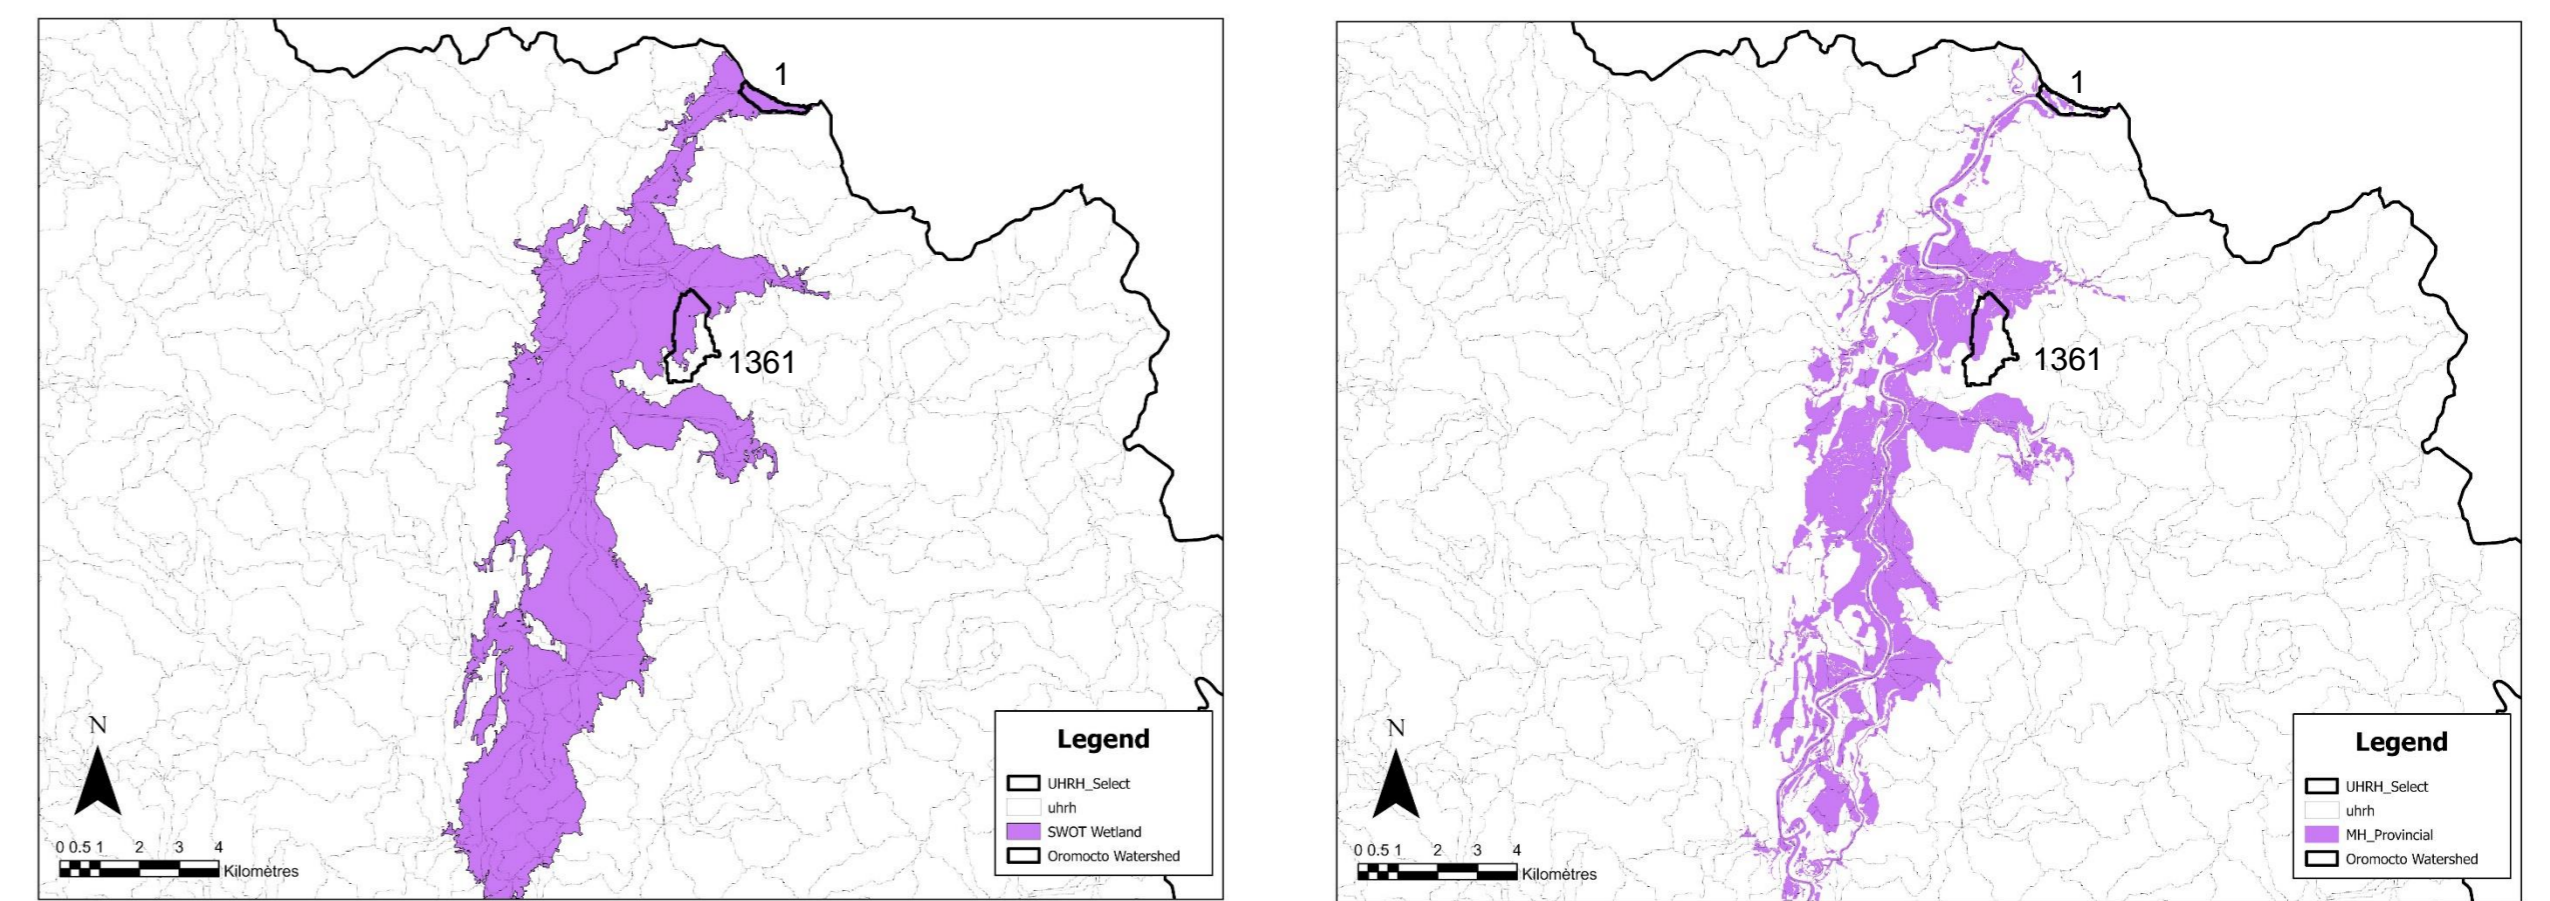 1
1361
N
0 0.5 1 2 3 4
Kilomètres
Legend
UHRH_Select
uhrh
SWOT Wetland
Oromocto Watershed
1
1361
N
0 0.5 1 2 3 4
Kilomètres
Legend
UHRH_Select
uhrh
MH_Provincial
Oromocto Watershed